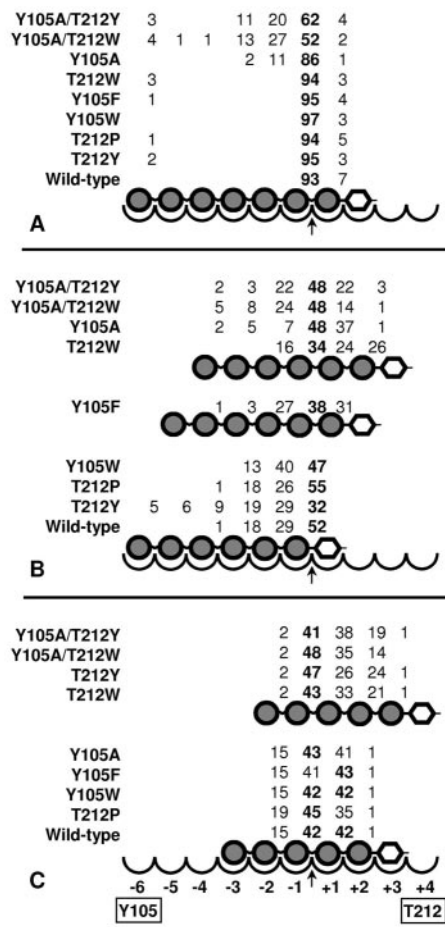 Y105A/T212Y 3 11 20 62 4
Y105A/T212W 4 1 1 13 27 52 2
Y105A 2 11 86 1
T212W 3 94 3
Y105F 1 95 4
Y105W 97 3
T212P 1 94 5
T212Y 2 95 3
Wild-type 93 7
A
Y105A/T212Y 2 3 22 48 22 3
Y105A/T212W 5 8 24 48 14 1
Y105A 2 5 7 48 37 1
T212W 16 34 24 26
Y105F 1 3 27 38 31
Y105W 13 40 47
T212P 1 18 26 55
T212Y 5 6 9 19 29 32
Wild-type 1 18 29 52
B
Y105A/T212Y 2 41 38 19 1
Y105A/T212W 2 48 35 14
T212Y 2 47 26 24 1
T212W 2 43 33 21 1
Y105A 15 43 41 1
Y105F 15 41 43 1
Y105W 15 42 42 1
T212P 19 45 35 1
Wild-type 15 42 42 1
C -6 -5 -4 -3 -2 -1 +1 +2 +3 +4
Y105 T212